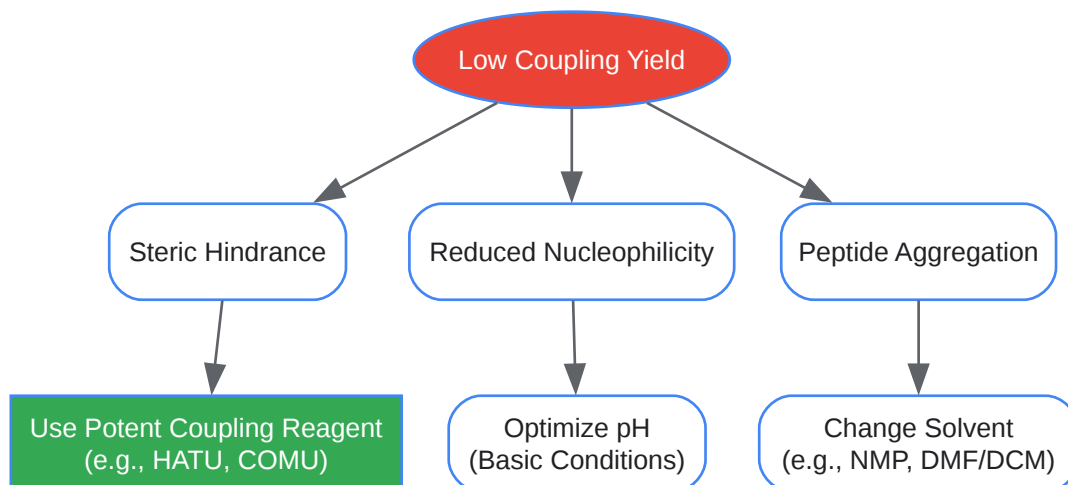 Low Coupling Yield
Steric Hindrance
Reduced Nucleophilicity
Peptide Aggregation
Use Potent Coupling Reagent
(e.g., HATU, COMU)
Optimize pH
(Basic Conditions)
Change Solvent
(e.g., NMP, DMF/DCM)